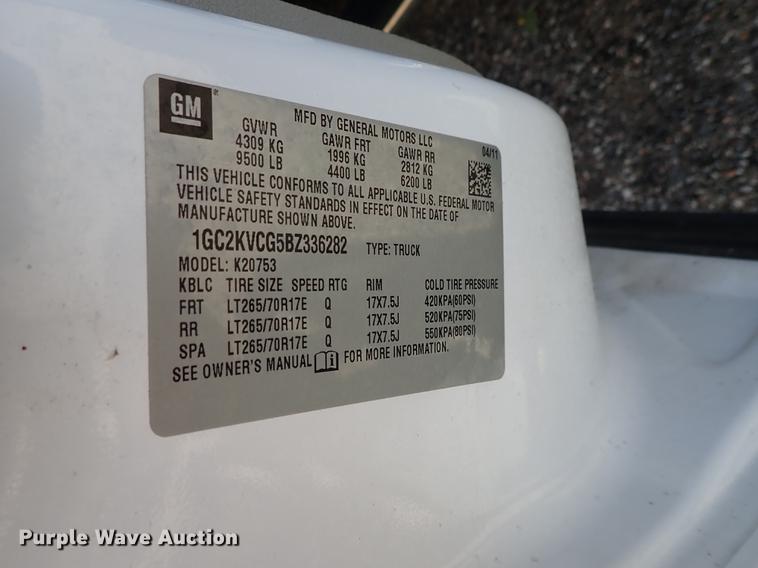 GM
MFD BY GENERAL MOTORS LLC
04/11
GVWR GAWR FRT GAWR RR
4309 KG 1996 KG 2812 KG
9500 LB 4400 LB 6200 LB
THIS VEHICLE CONFORMS TO ALL APPLICABLE U.S. FEDERAL MOTOR
VEHICLE SAFETY STANDARDS IN EFFECT ON THE DATE OF
MANUFACTURE SHOWN ABOVE.
1GC2KVCG5BZ336282 TYPE: TRUCK
MODEL: K20753
KBLC TIRE SIZE SPEED RTG RIM COLD TIRE PRESSURE
FRT LT265/70R17E Q 17X7.5J 420KPA(60PSI)
RR LT265/70R17E Q 17X7.5J 520KPA(75PSI)
SPA LT265/70R17E Q 17X7.5J 550KPA(80PSI)
SEE OWNER'S MANUAL FOR MORE INFORMATION.
Purple Wave Auction